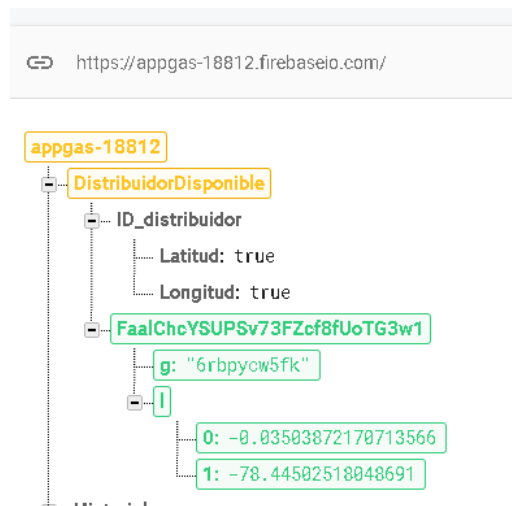 https://appgas-18812.firebaseio.com/
appgas-18812
DistribuidorDisponible
ID_distribuidor
Latitud: true
Longitud: true
FaalChcYSUPSv73FZcf8fUoTG3w1
g: "6rbpycw5fk"
l
0: -0.03503872170713566
1: -78.44502518048691